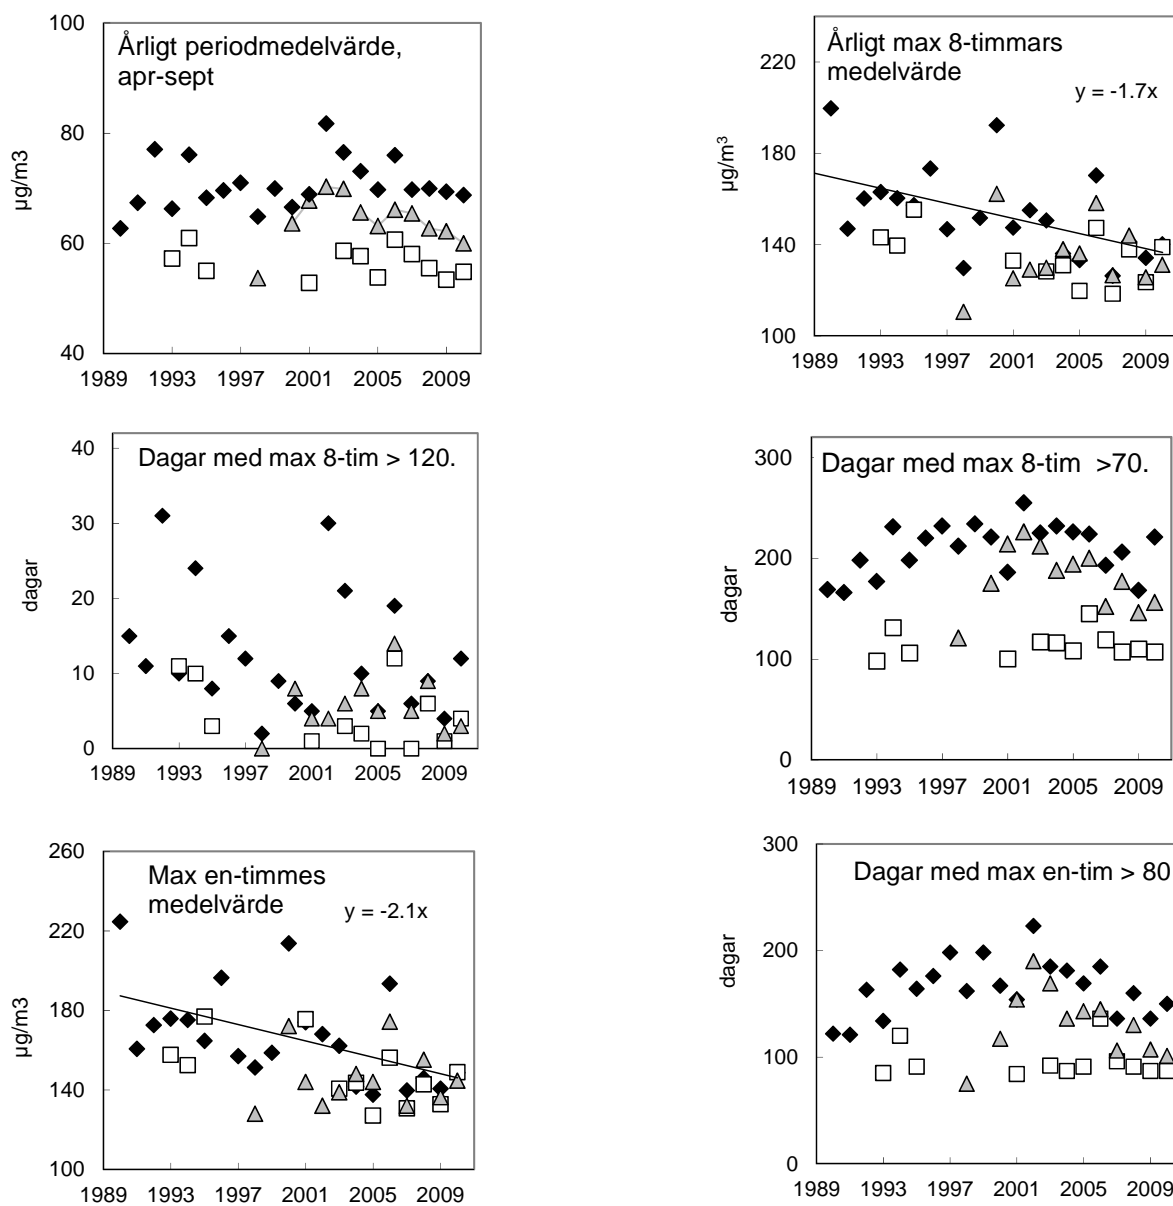 Årligt periodmedelvärde,
apr-sept
µg/m3
100
80
60
40
1989 1993 1997 2001 2005 2009
Årligt max 8-timmars
medelvärde
y = -1.7x
µg/m³
220
180
140
100
1989 1993 1997 2001 2005 2009
Dagar med max 8-tim > 120.
dagar
40
30
20
10
0
1989 1993 1997 2001 2005 2009
Dagar med max 8-tim >70.
dagar
300
200
100
0
1989 1993 1997 2001 2005 2009
Max en-timmes
medelvärde
y = -2.1x
µg/m3
260
220
180
140
100
1989 1993 1997 2001 2005 2009
Dagar med max en-tim > 80
dagar
300
200
100
0
1989 1993 1997 2001 2005 2009